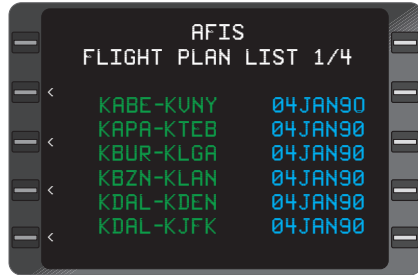 AFIS
FLIGHT PLAN LIST 1/4
KABE-KVNY 04JAN90
KAPA-KTEB 04JAN90
KBUR-KLGA 04JAN90
KBZN-KLAN 04JAN90
KDAL-KDEN 04JAN90
KDAL-KJFK 04JAN90